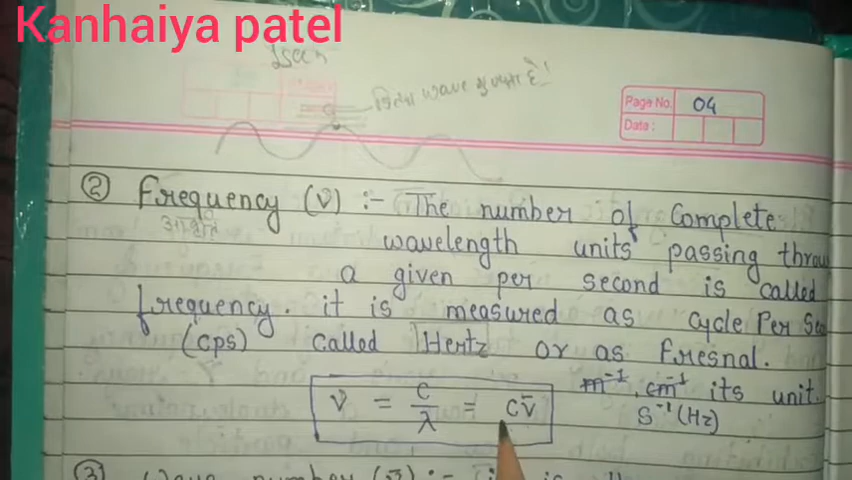 Kanhaiya patel
wave
Page No. 04
Date:
② Frequency (ν) :- The number of Complete
आवृत्ति
wavelength units passing throu
a given per second is called
frequency. it is measured as cycle Per Sec
(CPS) called Hertz or as fresnal.
ν = c/λ = cν̄
m⁻¹, cm⁻¹ its unit.
S⁻¹ (Hz)